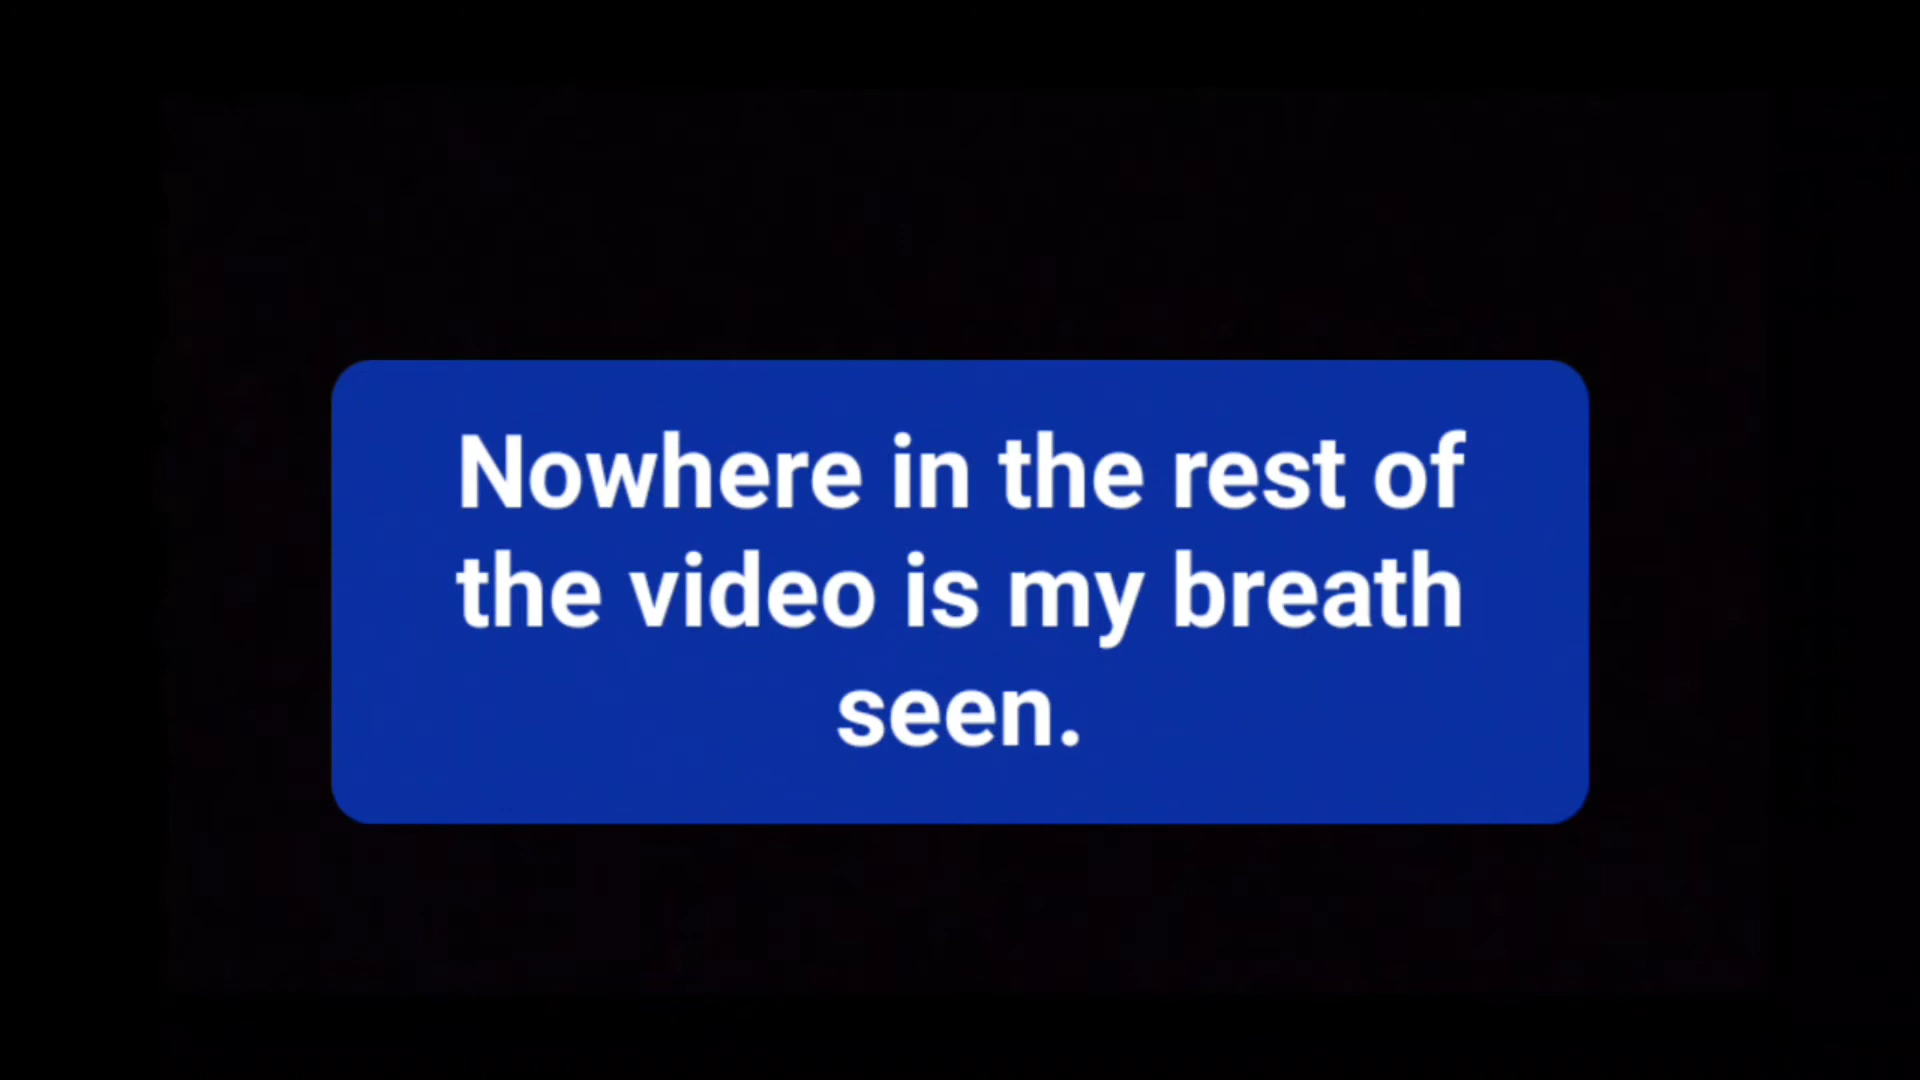 Nowhere in the rest of
the video is my breath
seen.